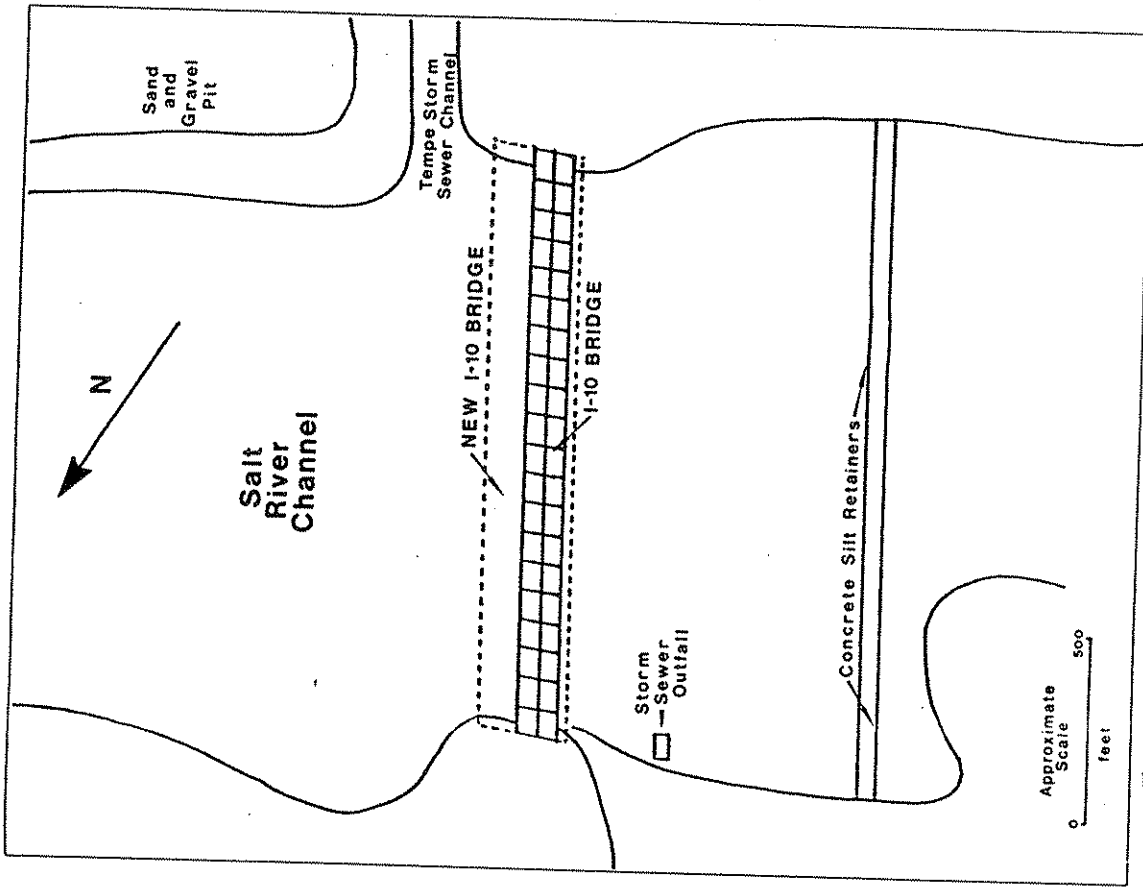 Sand
and
Gravel
Pit
Tempe Storm
Sewer Channel
N
Salt
River
Channel
NEW I-10 BRIDGE
I-10 BRIDGE
Storm
Sewer
Outfall
Concrete Silt Retainers
Approximate
Scale
0 500
feet